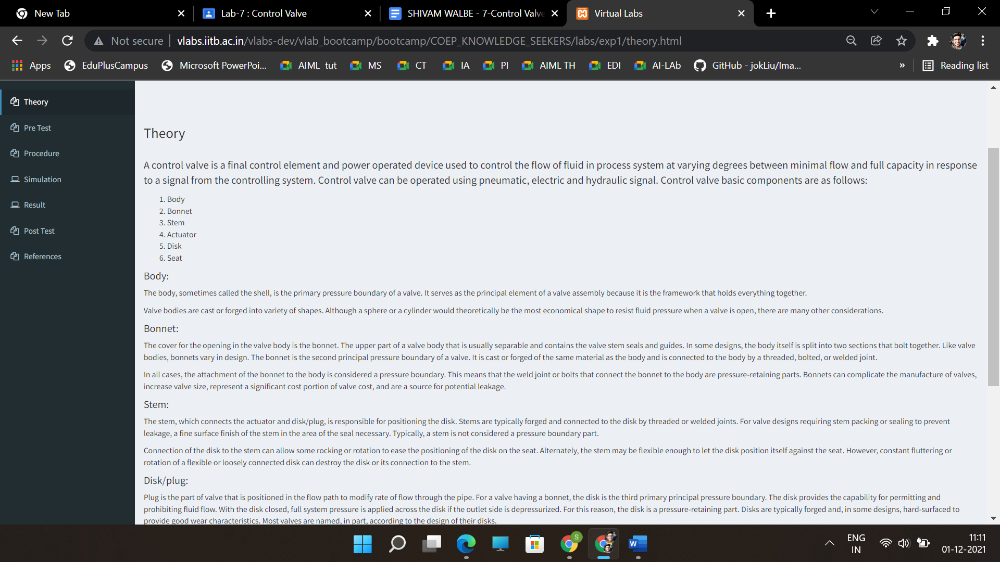 New Tab
Lab-7 : Control Valve
SHIVAM WALBE - 7-Control Valve
Virtual Labs
Not secure
vlabs.iitb.ac.in/vlabs-dev/vlab_bootcamp/bootcamp/COEP_KNOWLEDGE_SEEKERS/labs/exp1/theory.html
Apps
EduPlusCampus
Microsoft PowerPoi...
AIML tut
MS
CT
IA
PI
AIML TH
EDI
AI-LAb
GitHub - jokLiu/Ima...
»
Reading list
Theory
Pre Test
Procedure
Simulation
Result
Post Test
References
Theory
A control valve is a final control element and power operated device used to control the flow of fluid in process system at varying degrees between minimal flow and full capacity in response
to a signal from the controlling system. Control valve can be operated using pneumatic, electric and hydraulic signal. Control valve basic components are as follows:
1. Body
2. Bonnet
3. Stem
4. Actuator
5. Disk
6. Seat
Body:
The body, sometimes called the shell, is the primary pressure boundary of a valve. It serves as the principal element of a valve assembly because it is the framework that holds everything together.
Valve bodies are cast or forged into variety of shapes. Although a sphere or a cylinder would theoretically be the most economical shape to resist fluid pressure when a valve is open, there are many other considerations.
Bonnet:
The cover for the opening in the valve body is the bonnet. The upper part of a valve body that is usually separable and contains the valve stem seals and guides. In some designs, the body itself is split into two sections that bolt together. Like valve
bodies, bonnets vary in design. The bonnet is the second principal pressure boundary of a valve. It is cast or forged of the same material as the body and is connected to the body by a threaded, bolted, or welded joint.
In all cases, the attachment of the bonnet to the body is considered a pressure boundary. This means that the weld joint or bolts that connect the bonnet to the body are pressure-retaining parts. Bonnets can complicate the manufacture of valves,
increase valve size, represent a significant cost portion of valve cost, and are a source for potential leakage.
Stem:
The stem, which connects the actuator and disk/plug, is responsible for positioning the disk. Stems are typically forged and connected to the disk by threaded or welded joints. For valve designs requiring stem packing or sealing to prevent
leakage, a fine surface finish of the stem in the area of the seal necessary. Typically, a stem is not considered a pressure boundary part.
Connection of the disk to the stem can allow some rocking or rotation to ease the positioning of the disk on the seat. Alternately, the stem may be flexible enough to let the disk position itself against the seat. However, constant fluttering or
rotation of a flexible or loosely connected disk can destroy the disk or its connection to the stem.
Disk/plug:
Plug is the part of valve that is positioned in the flow path to modify rate of flow through the pipe. For a valve having a bonnet, the disk is the third primary principal pressure boundary. The disk provides the capability for permitting and
prohibiting fluid flow. With the disk closed, full system pressure is applied across the disk if the outlet side is depressurized. For this reason, the disk is a pressure-retaining part. Disks are typically forged and, in some designs, hard-surfaced to
provide good wear characteristics. Most valves are named, in part, according to the design of their disks.
S
W
ENG
IN
11:11
01-12-2021